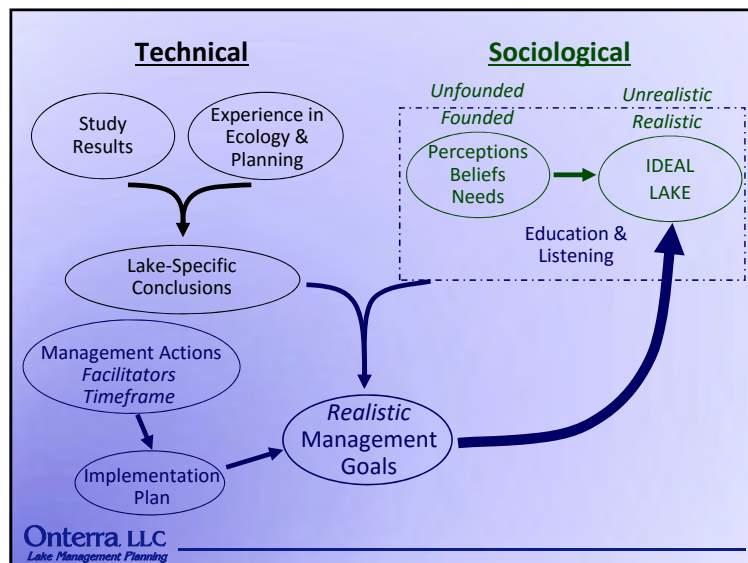 Technical
Sociological
Study
Results
Experience in
Ecology &
Planning
Unfounded
Founded
Unrealistic
Realistic
Perceptions
Beliefs
Needs
IDEAL
LAKE
Education &
Listening
Lake-Specific
Conclusions
Management Actions
Facilitators
Timeframe
Implementation
Plan
Realistic
Management
Goals
Onterra, LLC
Lake Management Planning